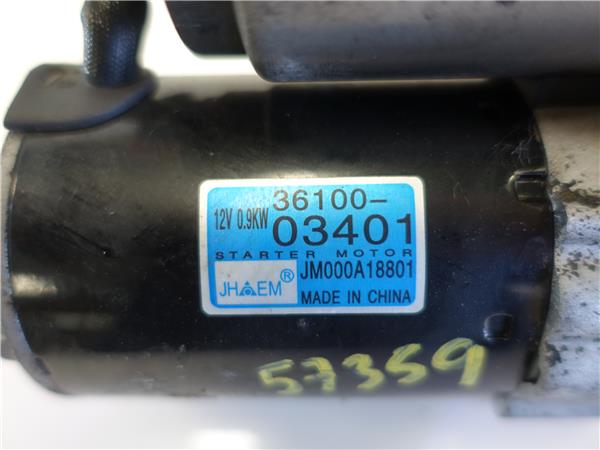 36100-
12V 0.9KW 03401
STARTER MOTOR
JM000A18801
JHAEM®
MADE IN CHINA
57359